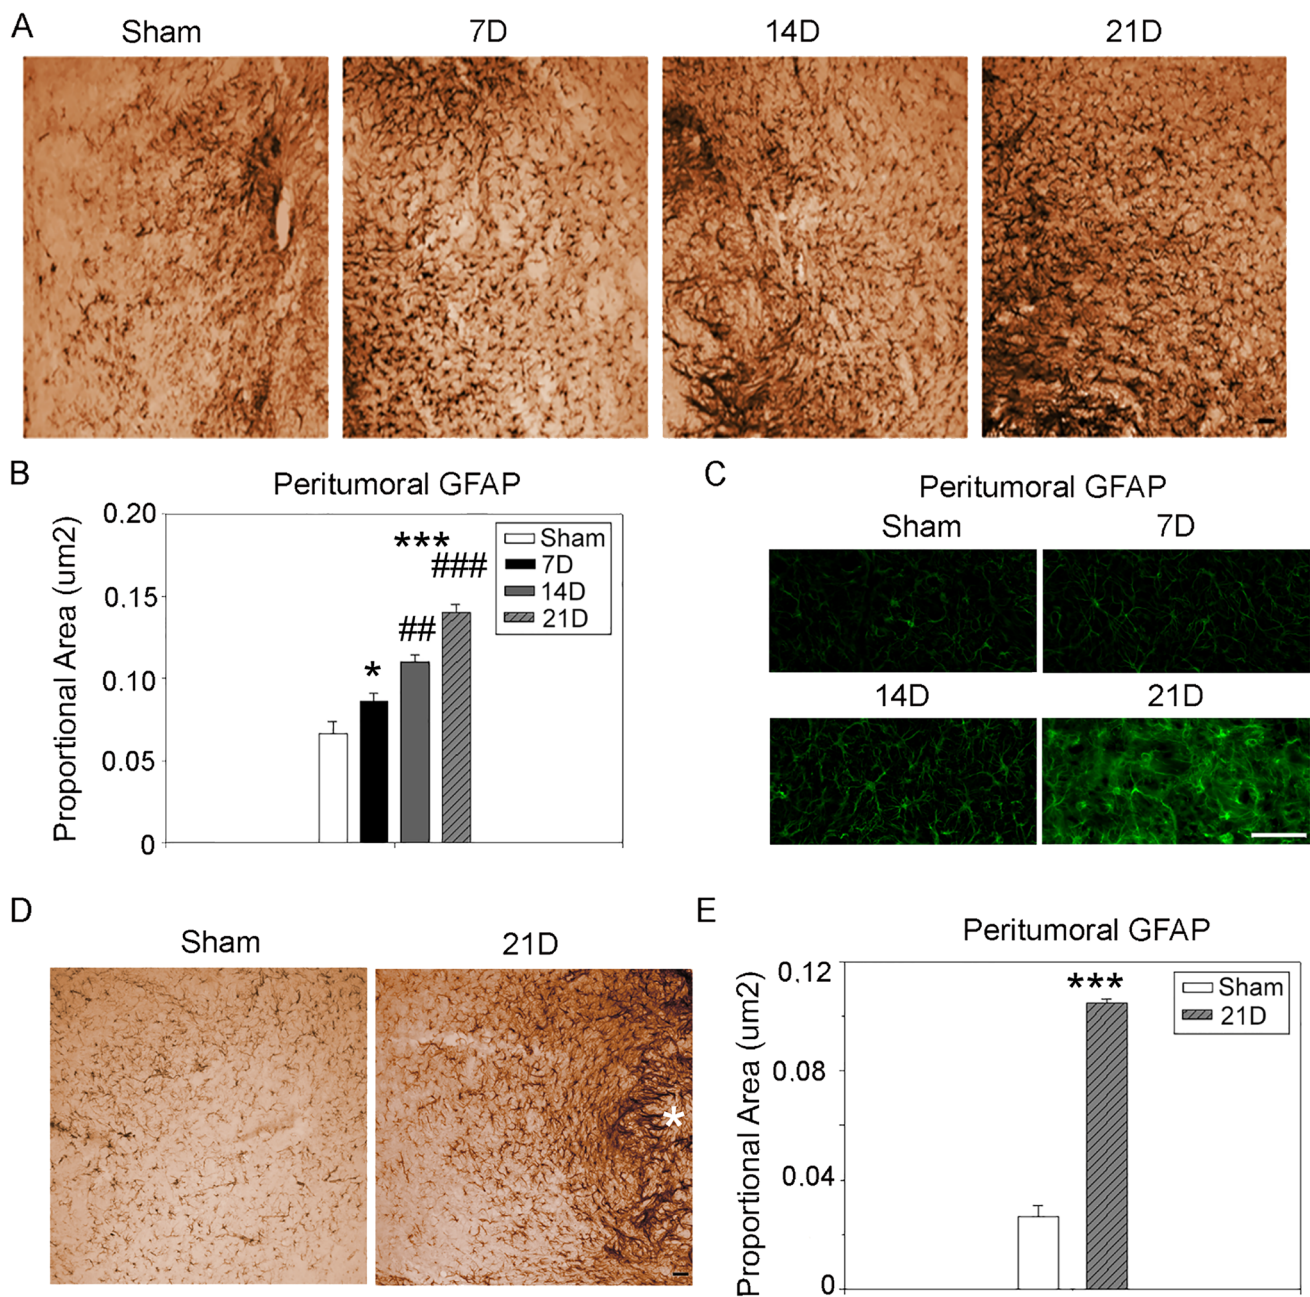 A
Sham 7D 14D 21D
B
Peritumoral GFAP
Proportional Area (um2)
0.20
0.15
0.10
0.05
0
*
##
***
###
Sham
7D
14D
21D
C
Peritumoral GFAP
Sham 7D
14D 21D
D
Sham 21D
*
E
Peritumoral GFAP
Proportional Area (um2)
0.12
0.08
0.04
0
***
Sham
21D